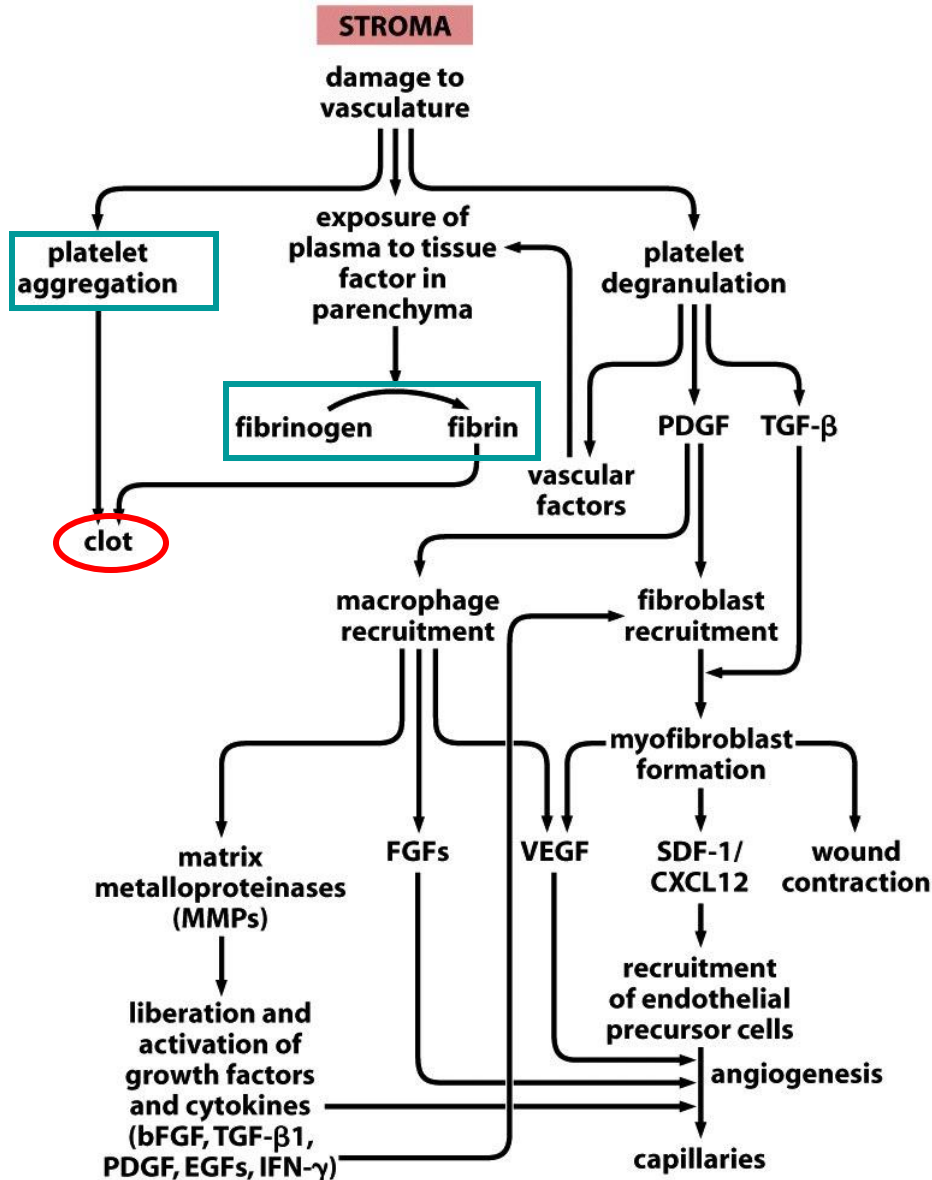 STROMA
damage to
vasculature
platelet
aggregation
exposure of
plasma to tissue
factor in
parenchyma
platelet
degranulation
fibrinogen
fibrin
PDGF
TGF-β
vascular
factors
clot
macrophage
recruitment
fibroblast
recruitment
myofibroblast
formation
matrix
metalloproteinases
(MMPs)
FGFs
VEGF
SDF-1/
CXCL12
wound
contraction
liberation and
activation of
growth factors
and cytokines
(bFGF, TGF-β1,
PDGF, EGFs, IFN-γ)
recruitment
of endothelial
precursor cells
angiogenesis
capillaries